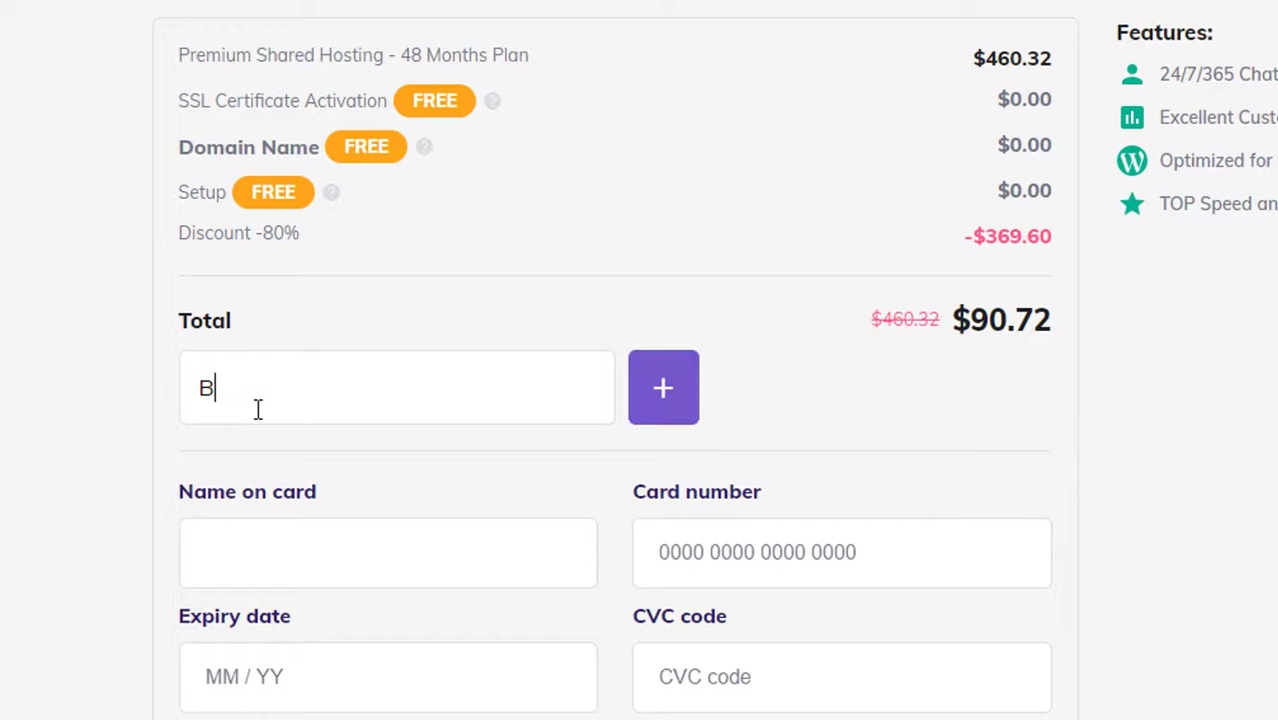 Premium Shared Hosting - 48 Months Plan $460.32
SSL Certificate Activation FREE ? $0.00
Domain Name FREE ? $0.00
Setup FREE ? $0.00
Discount -80% -$369.60
Total $460.32 $90.72
B
+
Name on card Card number
0000 0000 0000 0000
Expiry date CVC code
MM / YY CVC code
Features:
24/7/365 Chat
Excellent Cust
Optimized for
TOP Speed an